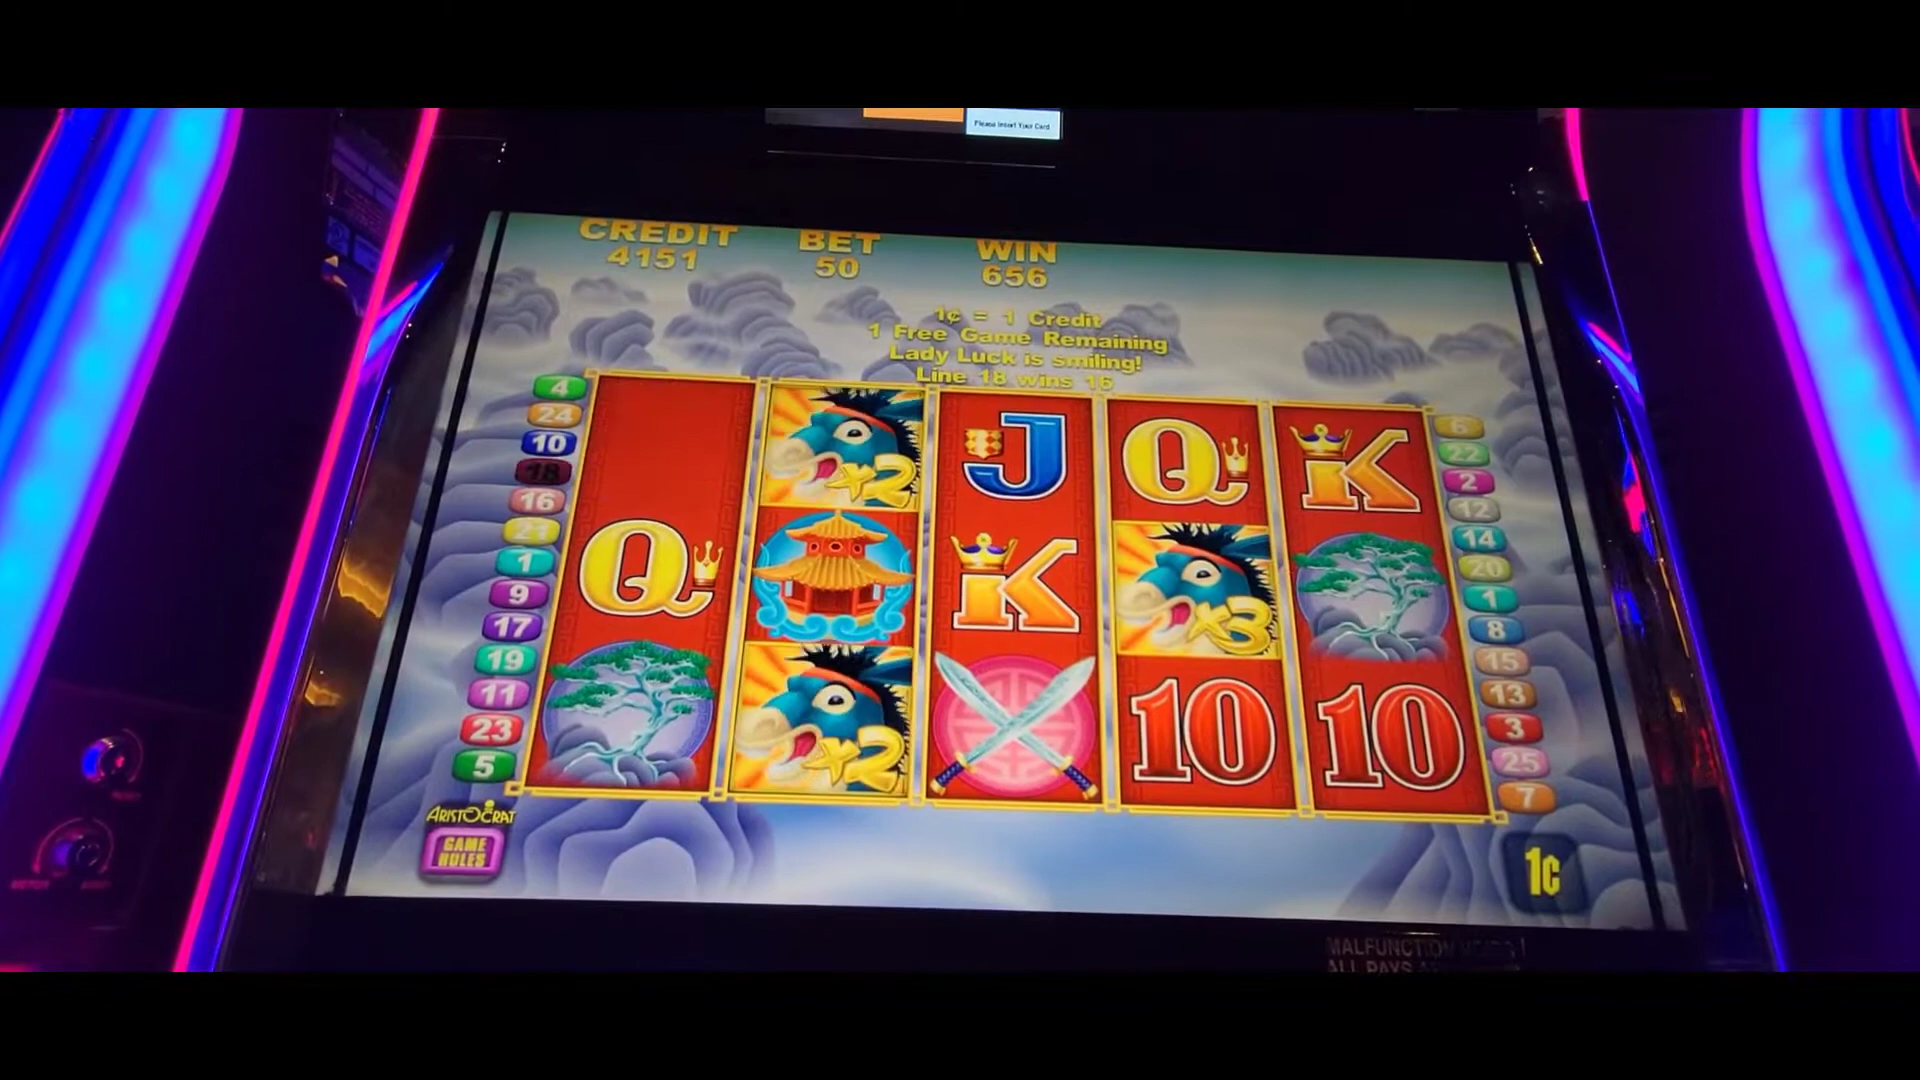 Please Insert Your Card
CREDIT BET WIN
4151 50 656
1¢ = 1 Credit
1 Free Game Remaining
Lady Luck is smiling!
Line 18 wins 16
4 6
24 22
10 2
18 12
16 14
21 20
1 1
9 8
17 15
19 13
11 3
23 25
5 7
x2 J Q K
Q K x3
x2 10 10
ARISTOCRAT
GAME
RULES
1¢
MALFUNCTION VOIDS
ALL PAYS